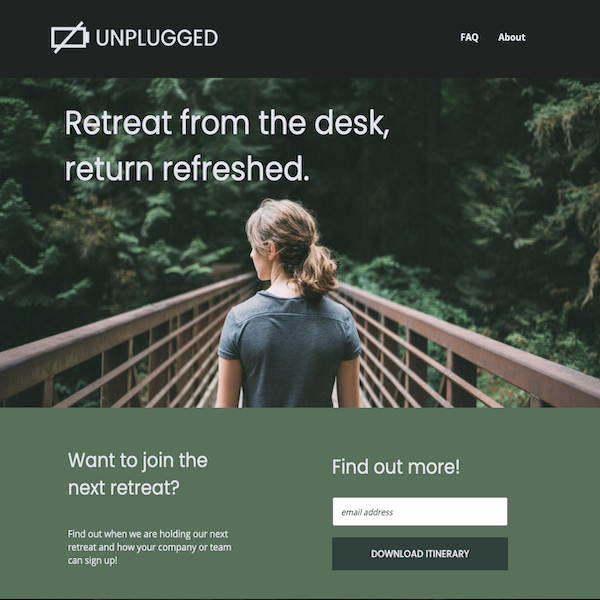 UNPLUGGED
FAQ About
Retreat from the desk,
return refreshed.
Want to join the
next retreat?
Find out when we are holding our next
retreat and how your company or team
can sign up!
Find out more!
email address
DOWNLOAD ITINERARY